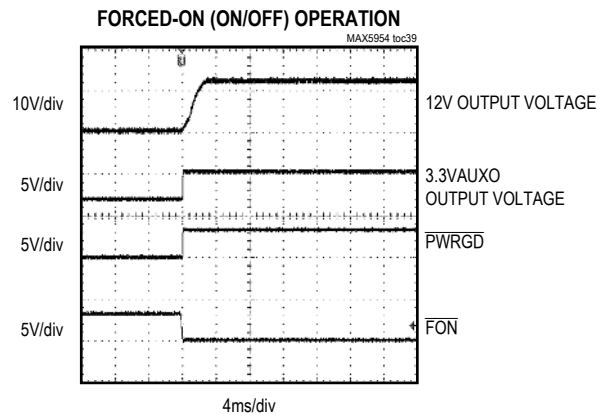 FORCED-ON (ON/OFF) OPERATION
MAX5954 toc39
10V/div
12V OUTPUT VOLTAGE
5V/div
3.3VAUXO
OUTPUT VOLTAGE
5V/div
PWRGD
5V/div
FON
4ms/div